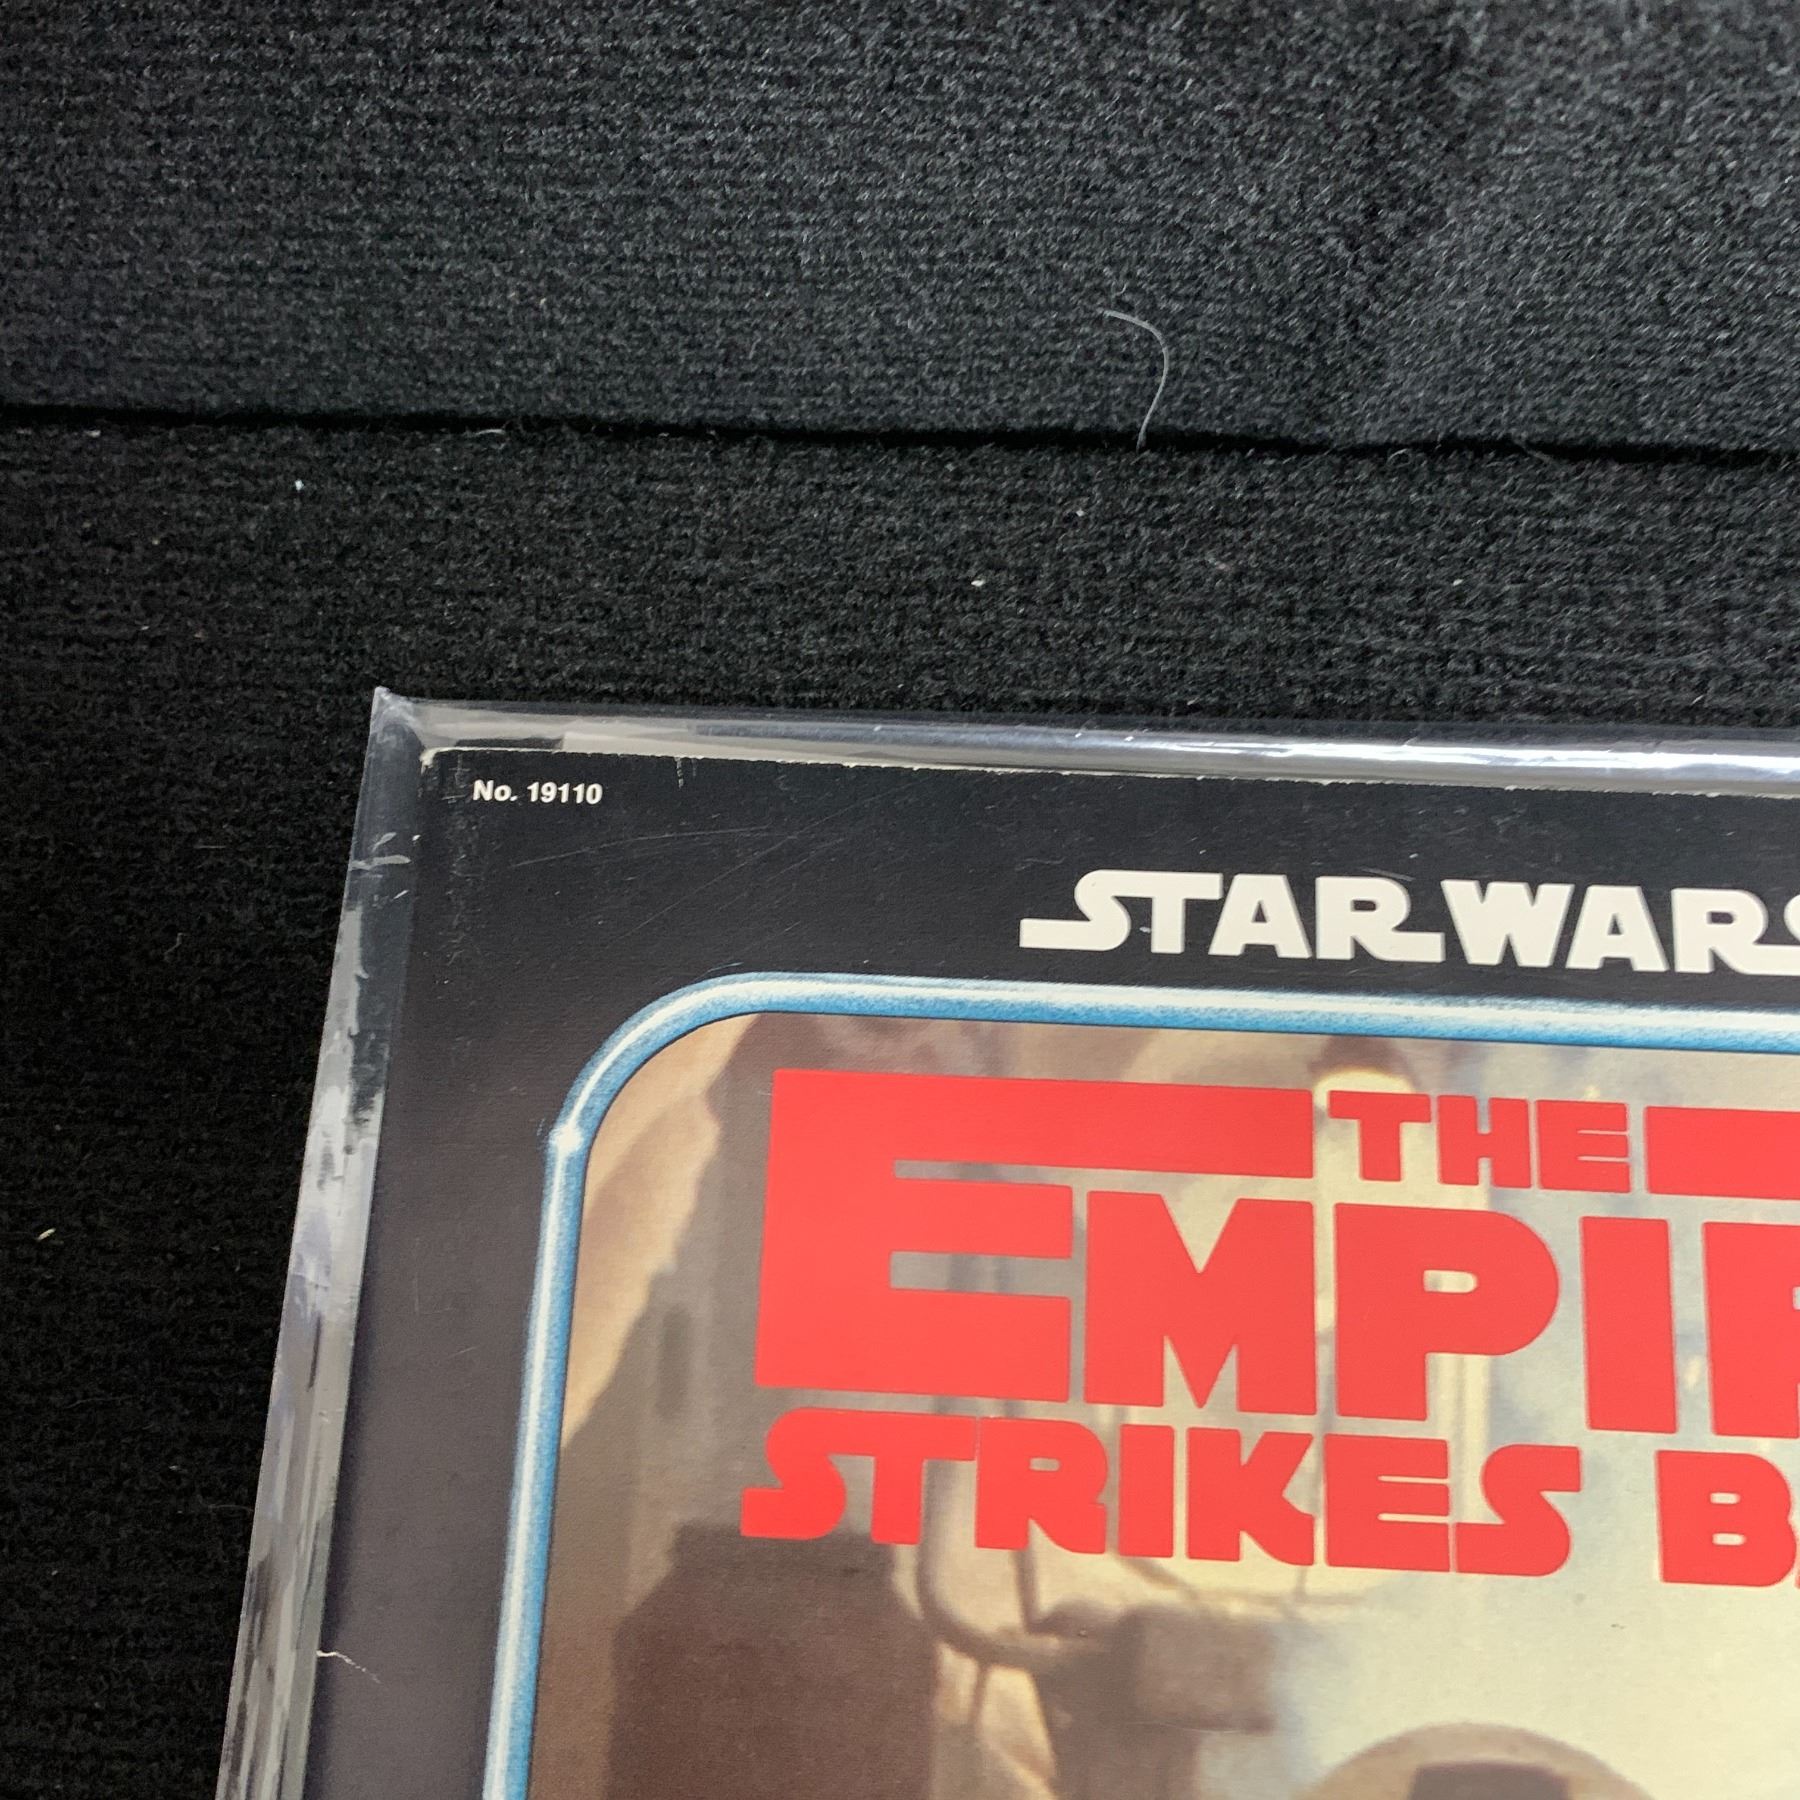 No. 19110
STAR WARS
THE
EMPI
STRIKES